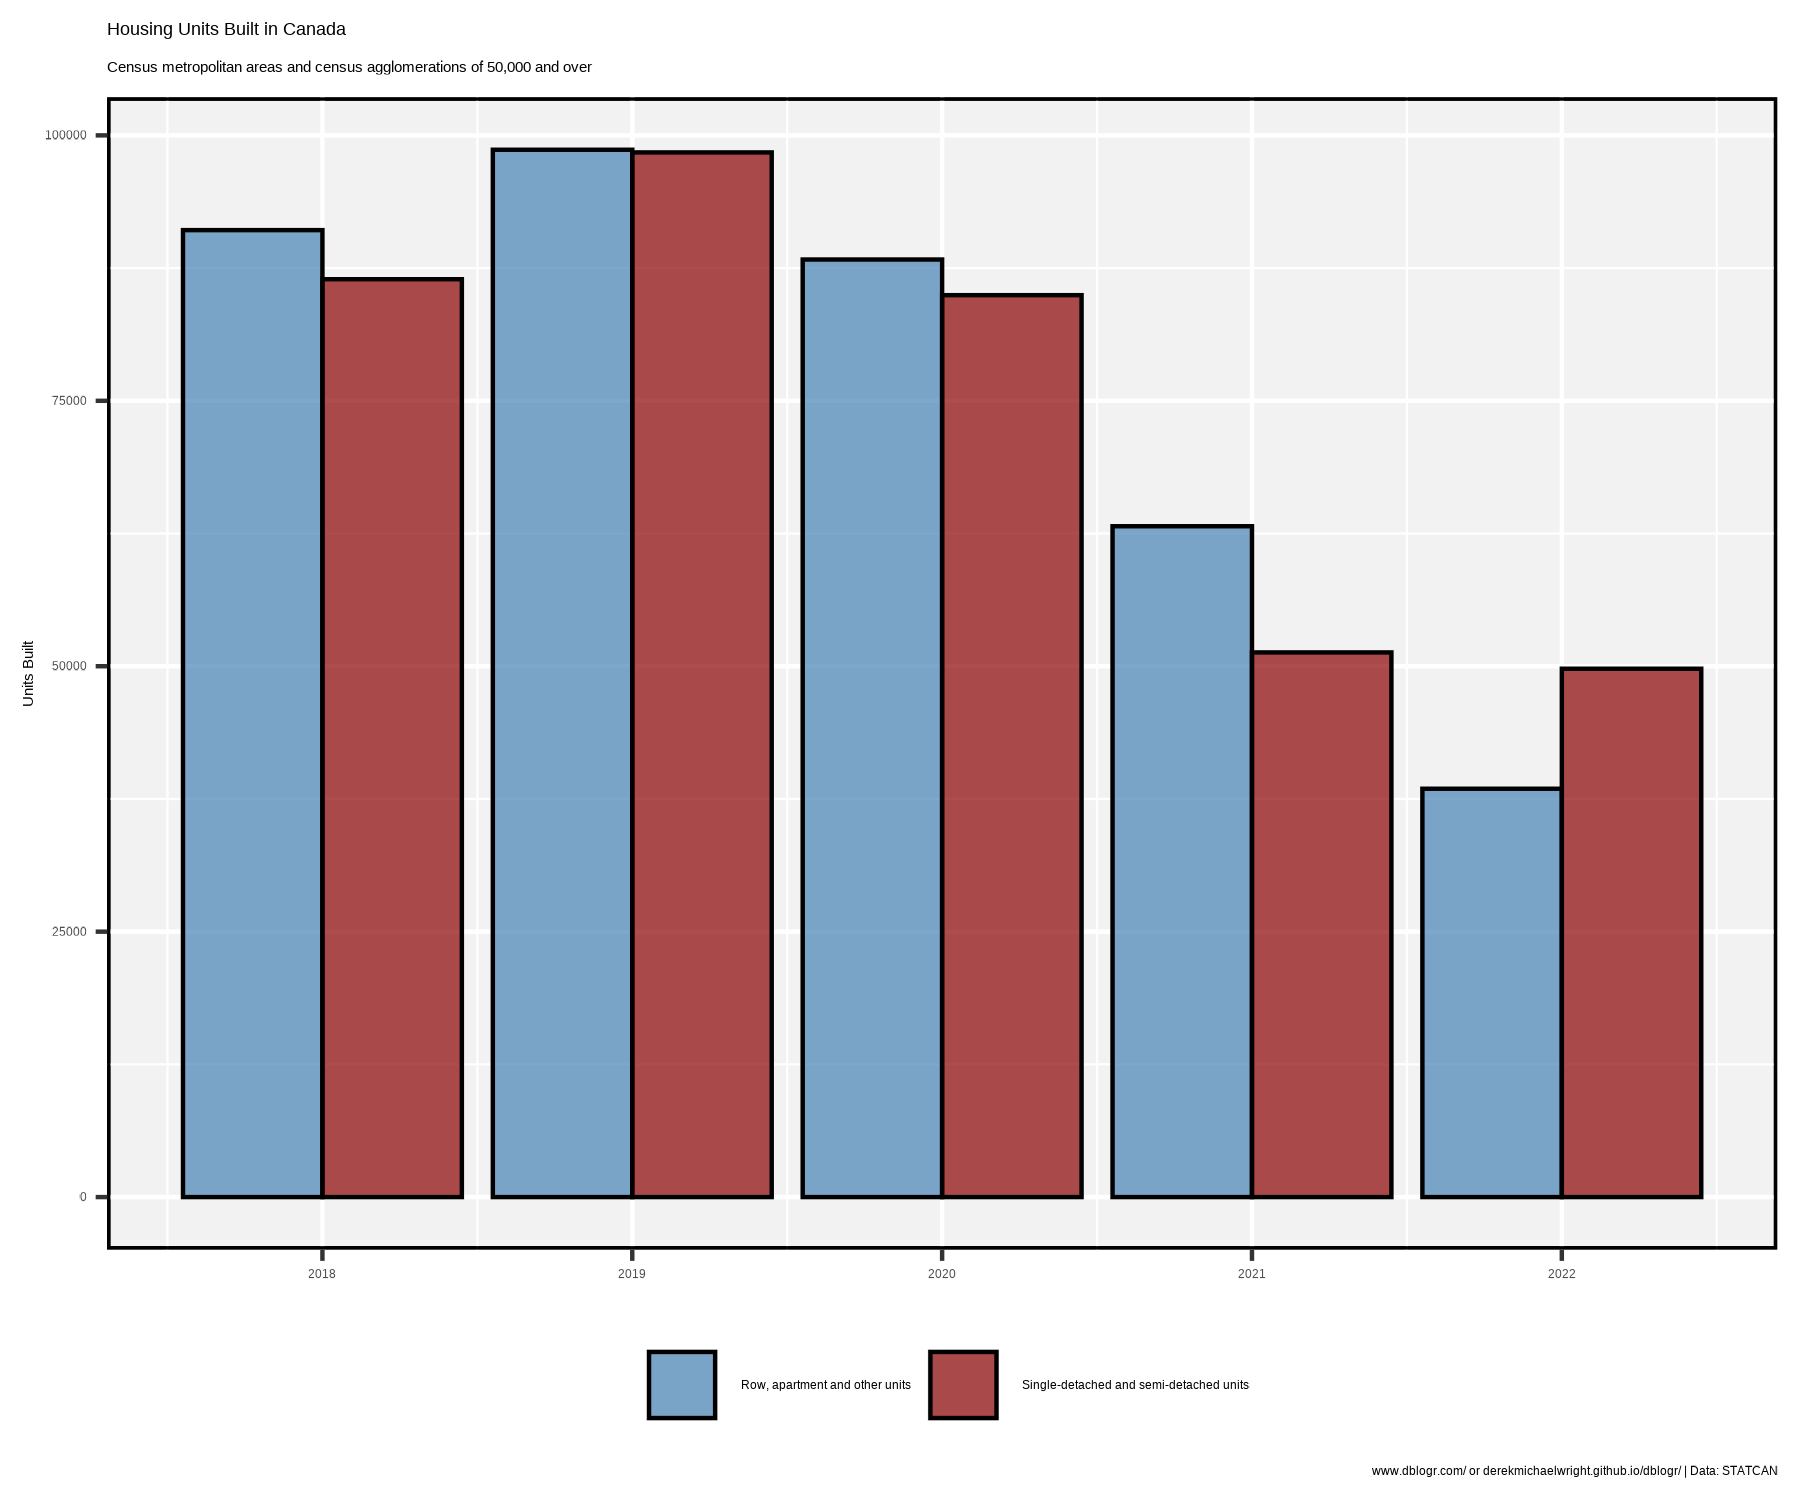 Housing Units Built in Canada
Census metropolitan areas and census agglomerations of 50,000 and over
100000
75000
50000
25000
0
Units Built
2018 2019 2020 2021 2022
Row, apartment and other units Single-detached and semi-detached units
www.dblogr.com/ or derekmichaelwright.github.io/dblogr/ | Data: STATCAN